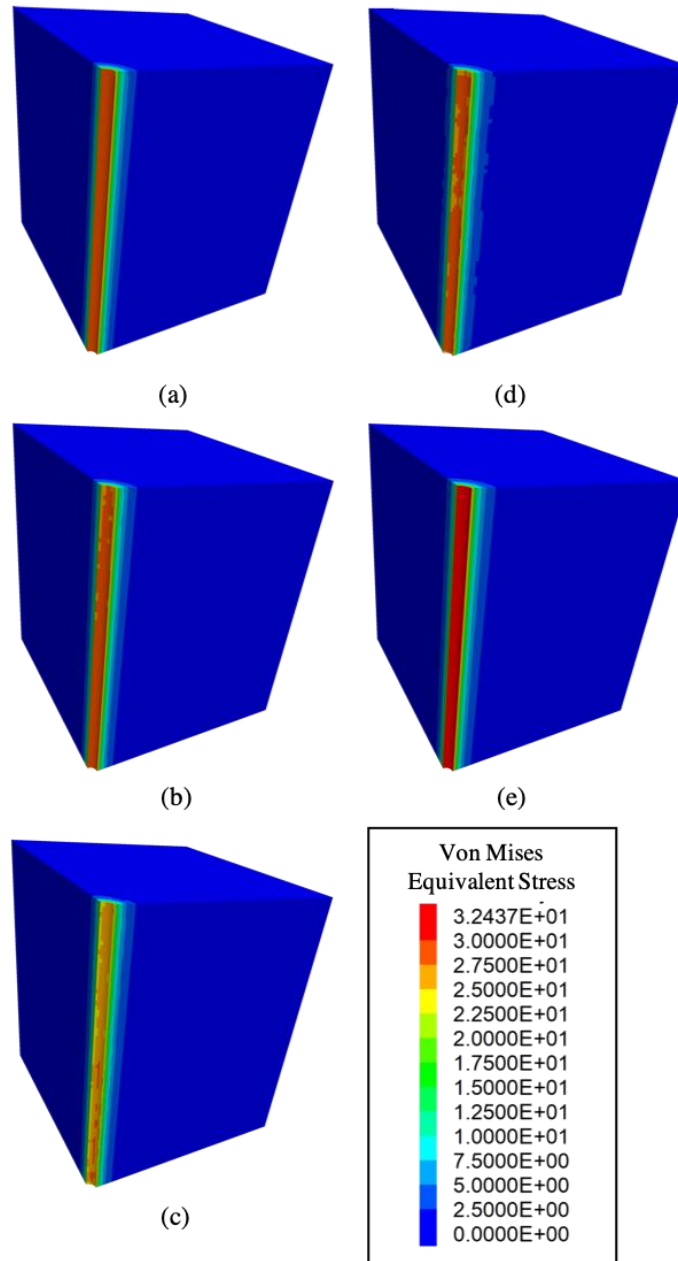 (a)
(d)
(b)
(e)
(c)
Von Mises
Equivalent Stress
3.2437E+01
3.0000E+01
2.7500E+01
2.5000E+01
2.2500E+01
2.0000E+01
1.7500E+01
1.5000E+01
1.2500E+01
1.0000E+01
7.5000E+00
5.0000E+00
2.5000E+00
0.0000E+00